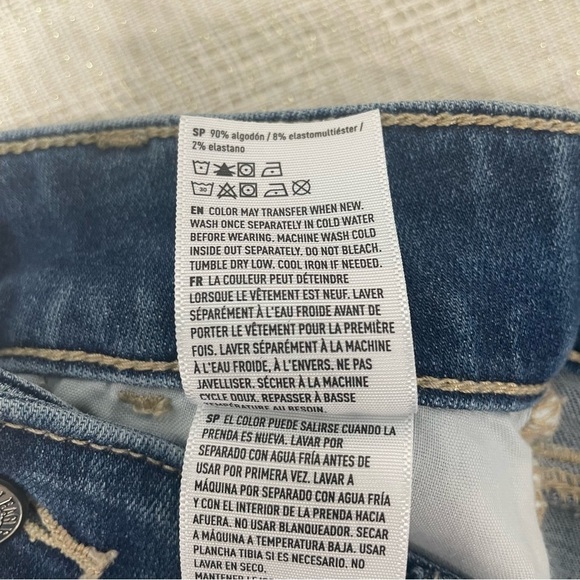 SP 90% algodón / 8% elastomultiéster /
2% elastano
30
EN COLOR MAY TRANSFER WHEN NEW.
WASH ONCE SEPARATELY IN COLD WATER
BEFORE WEARING. MACHINE WASH COLD
INSIDE OUT SEPARATELY. DO NOT BLEACH.
TUMBLE DRY LOW. COOL IRON IF NEEDED.
FR LA COULEUR PEUT DÉTEINDRE
LORSQUE LE VÊTEMENT EST NEUF. LAVER
SÉPARÉMENT À L'EAU FROIDE AVANT DE
PORTER LE VÊTEMENT POUR LA PREMIÈRE
FOIS. LAVER SÉPARÉMENT À LA MACHINE
À L'EAU FROIDE, À L'ENVERS. NE PAS
JAVELLISER. SÉCHER À LA MACHINE
CYCLE DOUX. REPASSER À BASSE
TEMPÉRATURE AU BESOIN.
SP EL COLOR PUEDE SALIRSE CUANDO LA
PRENDA ES NUEVA. LAVAR POR
SEPARADO CON AGUA FRÍA ANTES DE
USAR POR PRIMERA VEZ. LAVAR A
MÁQUINA POR SEPARADO CON AGUA FRÍA
Y CON EL INTERIOR DE LA PRENDA HACIA
AFUERA. NO USAR BLANQUEADOR. SECAR
A MÁQUINA A TEMPERATURA BAJA. USAR
PLANCHA TIBIA SI ES NECESARIO. NO
LAVAR EN SECO.